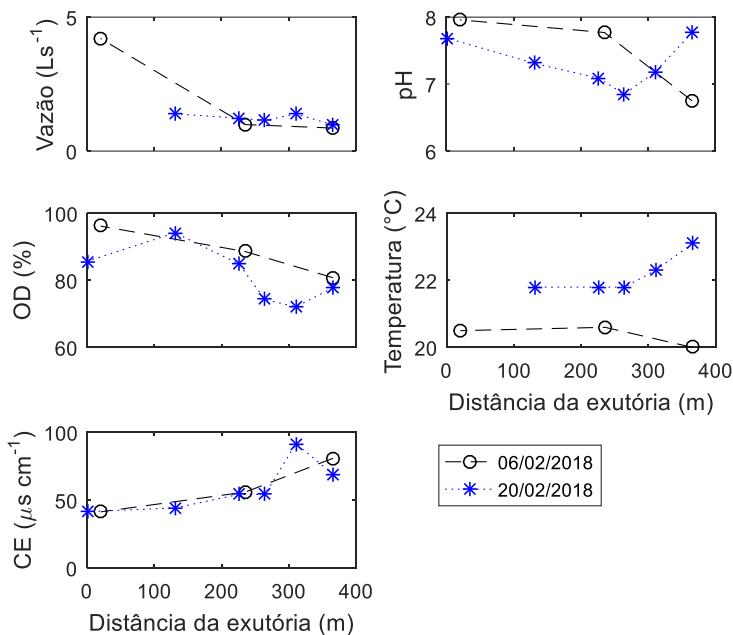 Vazão (Ls⁻¹)
5
0
pH
8
7
6
OD (%)
100
80
60
Temperatura (°C)
24
22
20
0 100 200 300 400
Distância da exutória (m)
CE (μs cm⁻¹)
100
50
0
0 100 200 300 400
Distância da exutória (m)
06/02/2018
20/02/2018